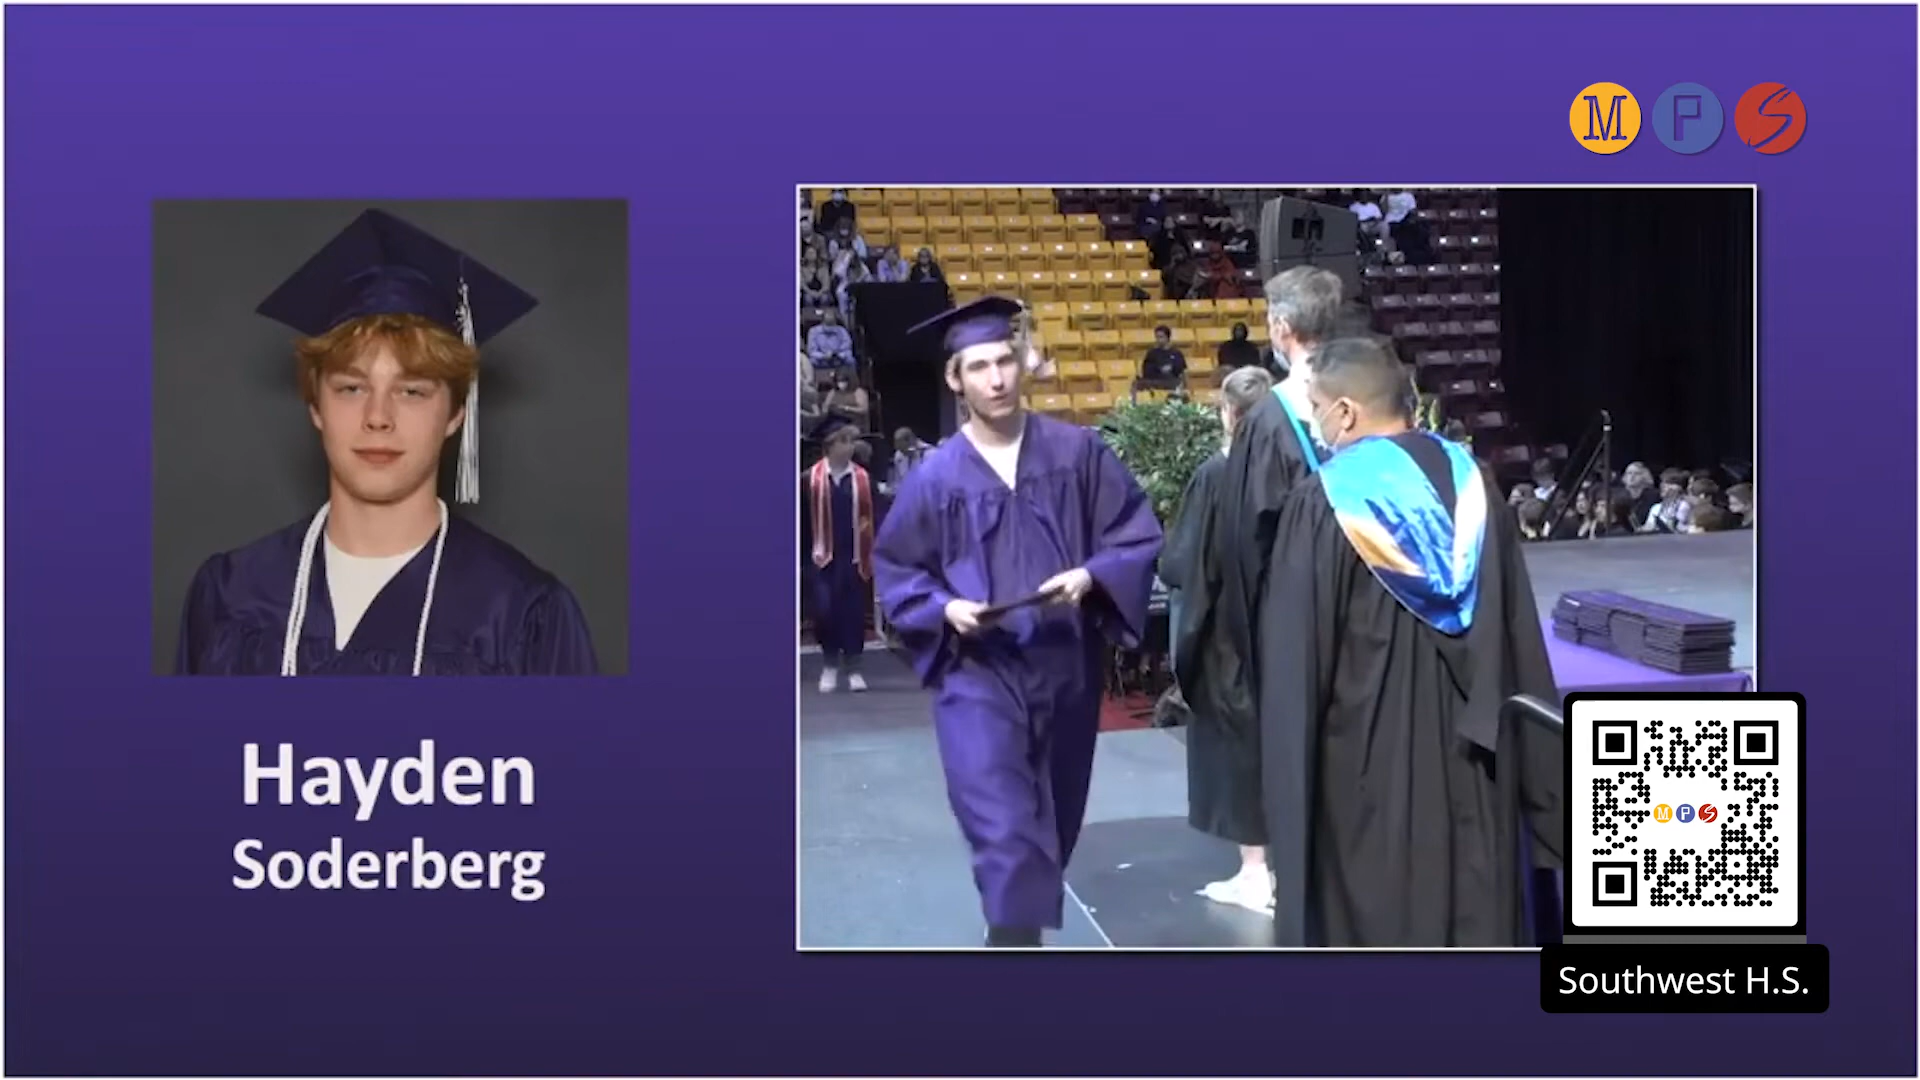 M P S
Hayden
Soderberg
M P S
Southwest H.S.